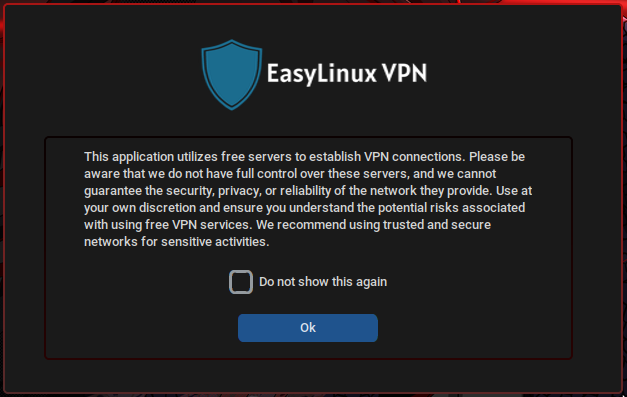 EasyLinux VPN
This application utilizes free servers to establish VPN connections. Please be
aware that we do not have full control over these servers, and we cannot
guarantee the security, privacy, or reliability of the network they provide. Use at
your own discretion and ensure you understand the potential risks associated
with using free VPN services. We recommend using trusted and secure
networks for sensitive activities.
Do not show this again
Ok